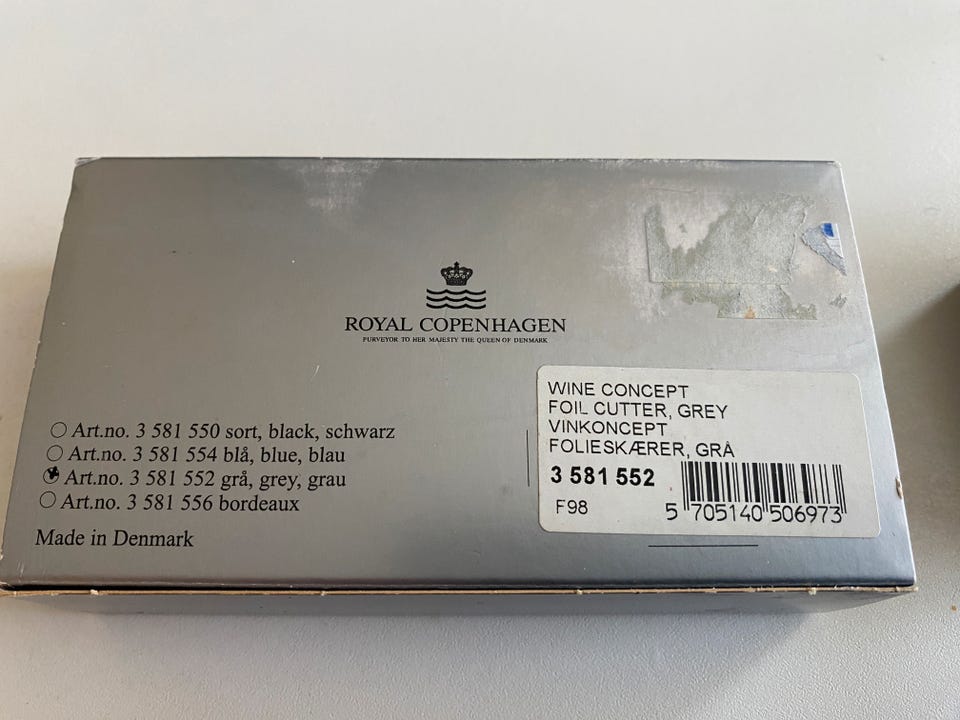 ROYAL COPENHAGEN
PURVEYOR TO HER MAJESTY THE QUEEN OF DENMARK
Art.no. 3 581 550 sort, black, schwarz
Art.no. 3 581 554 blå, blue, blau
Art.no. 3 581 552 grå, grey, grau
Art.no. 3 581 556 bordeaux
Made in Denmark
WINE CONCEPT
FOIL CUTTER, GREY
VINKONCEPT
FOLIESKÆRER, GRÅ
3 581 552
F98
5 705140 506973